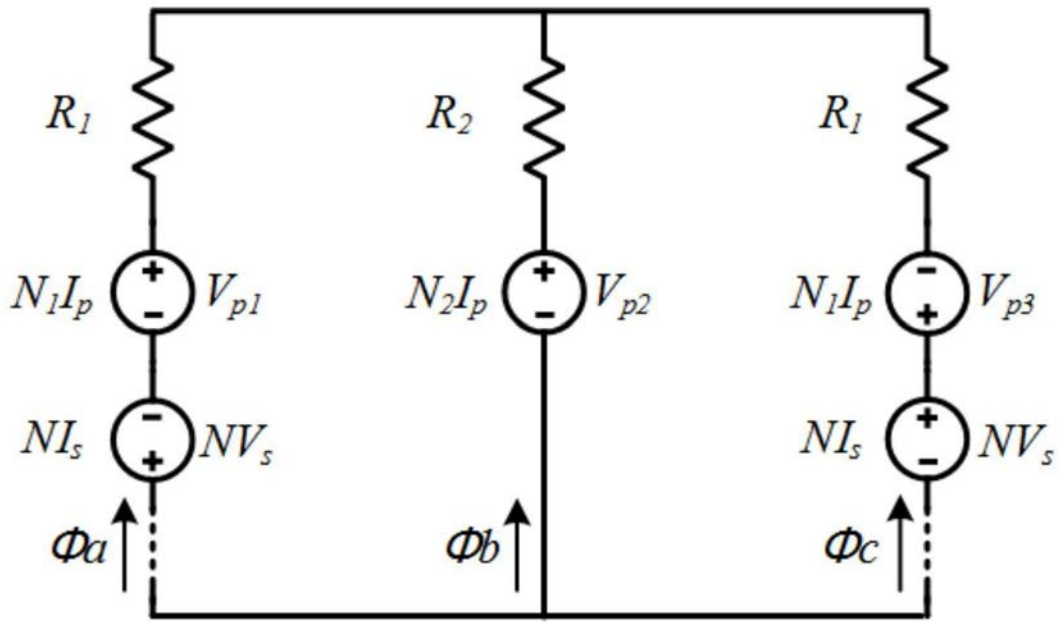 R₁ R₂ R₁
+ + -
N₁Iₚ Vₚ₁ N₂Iₚ Vₚ₂ N₁Iₚ Vₚ₃
- - +
- +
NIₛ NVₛ NIₛ NVₛ
+ -
Φa Φb Φc